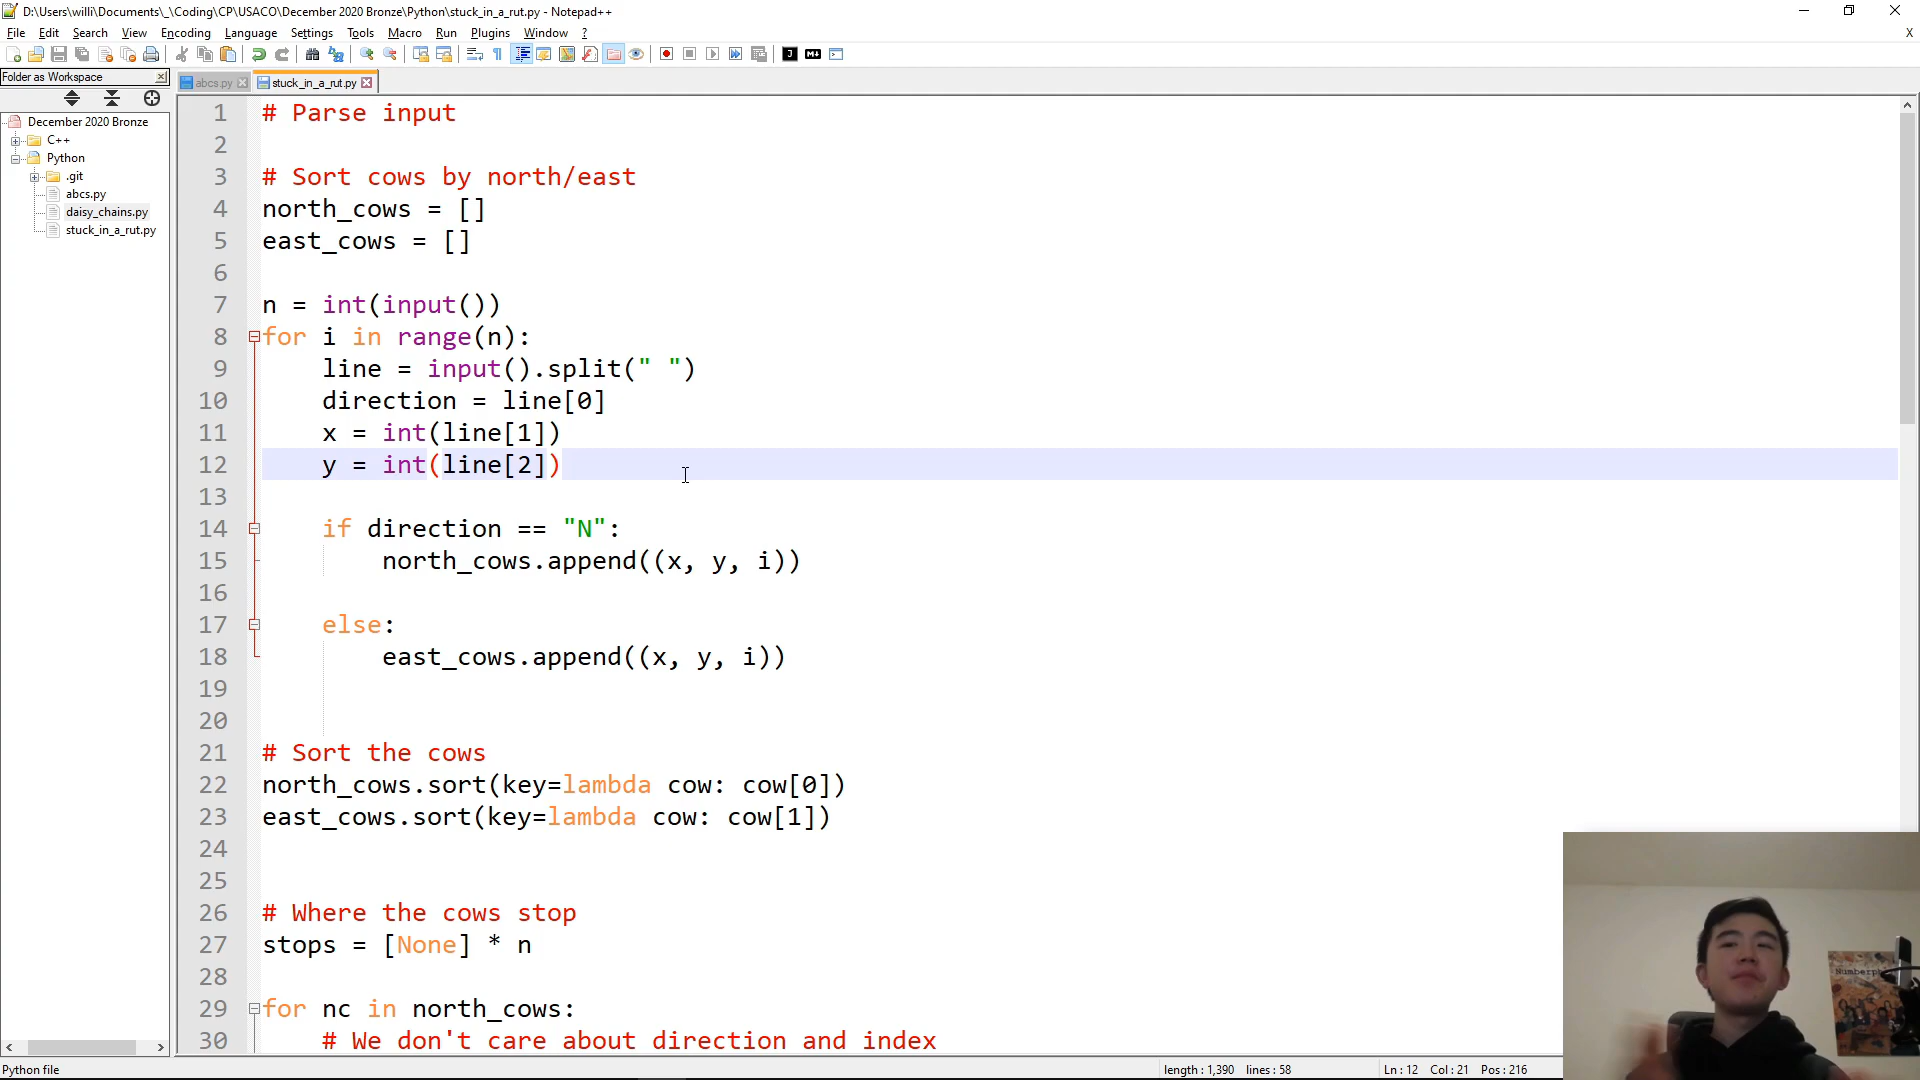 D:\Users\willi\Documents\_\Coding\CP\USACO\December 2020 Bronze\Python\stuck_in_a_rut.py - Notepad++
File Edit Search View Encoding Language Settings Tools Macro Run Plugins Window ? X
Folder as Workspace
abcs.py stuck_in_a_rut.py
December 2020 Bronze
C++
Python
.git
abcs.py
daisy_chains.py
stuck_in_a_rut.py
1 # Parse input
2
3 # Sort cows by north/east
4 north_cows = []
5 east_cows = []
6
7 n = int(input())
8 for i in range(n):
9     line = input().split(" ")
10     direction = line[0]
11     x = int(line[1])
12     y = int(line[2])
13
14     if direction == "N":
15         north_cows.append((x, y, i))
16
17     else:
18         east_cows.append((x, y, i))
19
20
21 # Sort the cows
22 north_cows.sort(key=lambda cow: cow[0])
23 east_cows.sort(key=lambda cow: cow[1])
24
25
26 # Where the cows stop
27 stops = [None] * n
28
29 for nc in north_cows:
30     # We don't care about direction and index
Python file length : 1,390 lines : 58 Ln : 12 Col : 21 Pos : 216